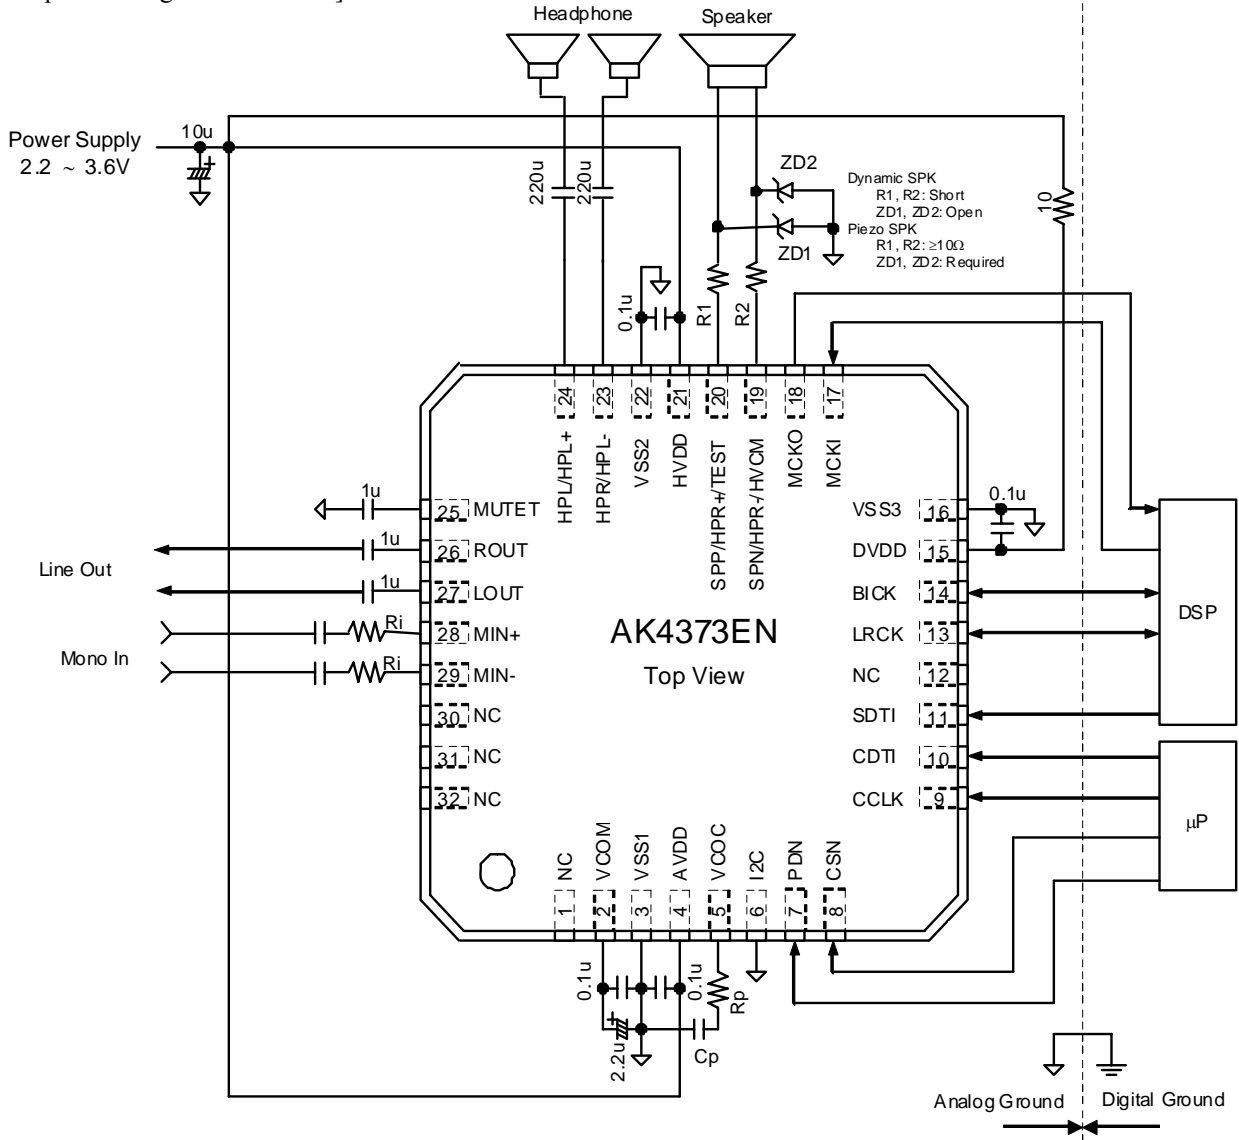 Headphone
Speaker
Power Supply
2.2 ~ 3.6V
10u
220u
220u
ZD2
ZD1
Dynamic SPK
R1, R2: Short
ZD1, ZD2: Open
Piezo SPK
R1, R2: ≥10Ω
ZD1, ZD2: Required
10
0.1u
R1
R2
24
23
22
21
20
19
18
17
HPL/HPL+
HPR/HPL-
VSS2
HVDD
SPP/HPR+/TEST
SPN/HPR-/HVCM
MCKO
MCKI
1u
25 MUTET
1u
26 ROUT
Line Out
1u
27 LOUT
Ri
28 MIN+
Mono In
Ri
29 MIN-
30 NC
31 NC
32 NC
AK4373EN
Top View
VSS3 16
0.1u
DVDD 15
BICK 14
LRCK 13
NC 12
SDTI 11
CDTI 10
CCLK 9
DSP
µP
NC
VCOM
VSS1
AVDD
VCOC
I2C
PDN
CSN
1
2
3
4
5
6
7
8
0.1u
0.1u
Rp
2.2u
Cp
Analog Ground
Digital Ground